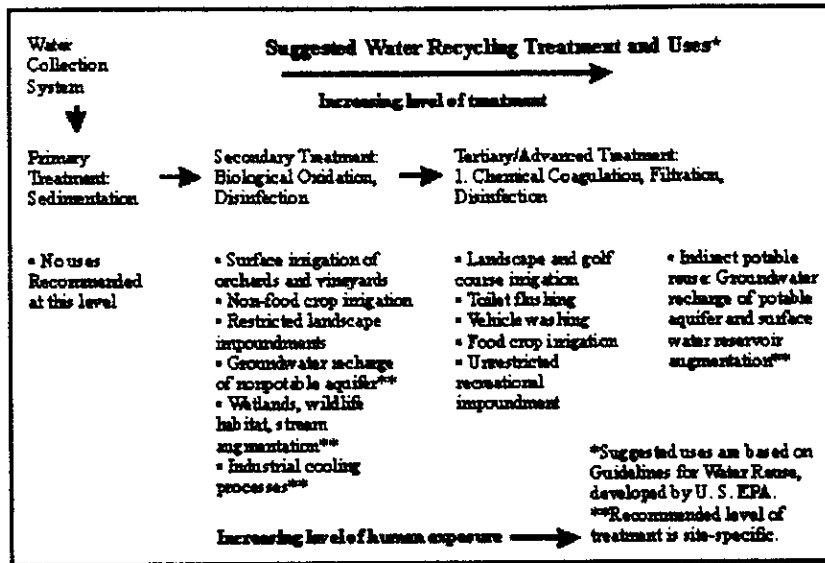 Water
Collection
System
Suggested Water Recycling Treatment and Uses*
Increasing level of treatment
Primary
Treatment:
Sedimentation
Secondary Treatment:
Biological Oxidation,
Disinfection
Tertiary/Advanced Treatment:
1. Chemical Coagulation, Filtration,
Disinfection
• No uses
Recommended
at this level
• Surface irrigation of
orchards and vineyards
• Non-food crop irrigation
• Restricted landscape
impoundments
• Groundwater recharge
of nonpotable aquifer**
• Wetlands, wildlife
habitat, stream
augmentation**
• Industrial cooling
processes**
• Landscape and golf
course irrigation
• Toilet flushing
• Vehicle washing
• Food crop irrigation
• Unrestricted
recreational
impoundment
• Indirect potable
reuse: Groundwater
recharge of potable
aquifer and surface
water reservoir
augmentation**
*Suggested uses are based on
Guidelines for Water Reuse,
developed by U. S. EPA.
**Recommended level of
treatment is site-specific.
Increasing level of human exposure